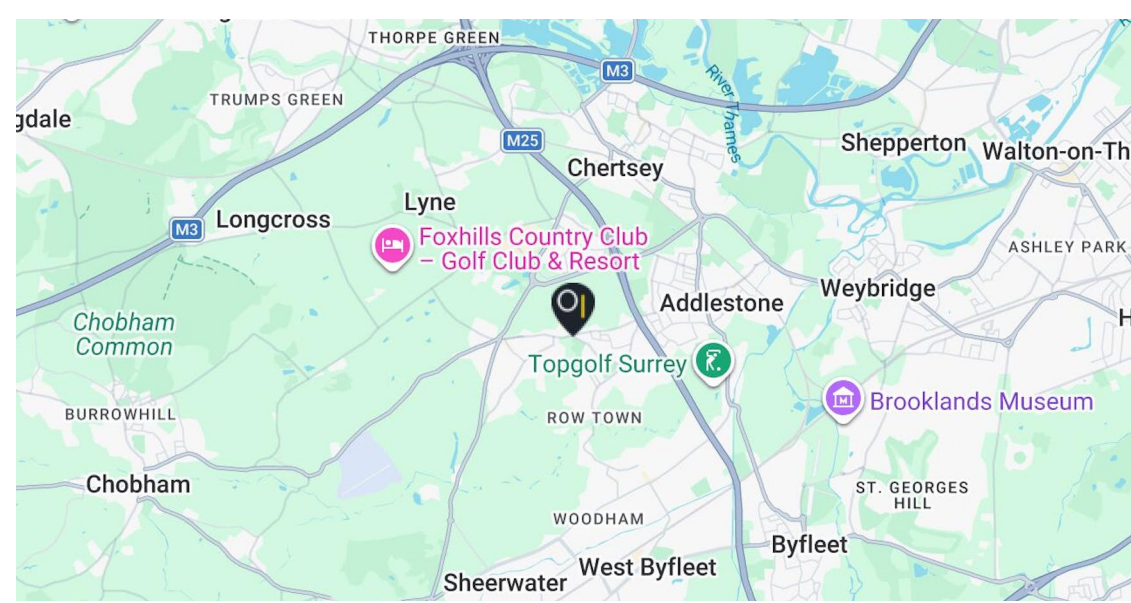 THORPE GREEN
M3
TRUMPS GREEN
River Thames
gdale
M25
Shepperton
Walton-on-Th
Chertsey
Lyne
Longcross
M3
Foxhills Country Club
– Golf Club & Resort
ASHLEY PARK
Weybridge
Addlestone
H
Chobham
Common
Topgolf Surrey
Brooklands Museum
BURROWHILL
ROW TOWN
Chobham
ST. GEORGES
HILL
WOODHAM
Byfleet
West Byfleet
Sheerwater